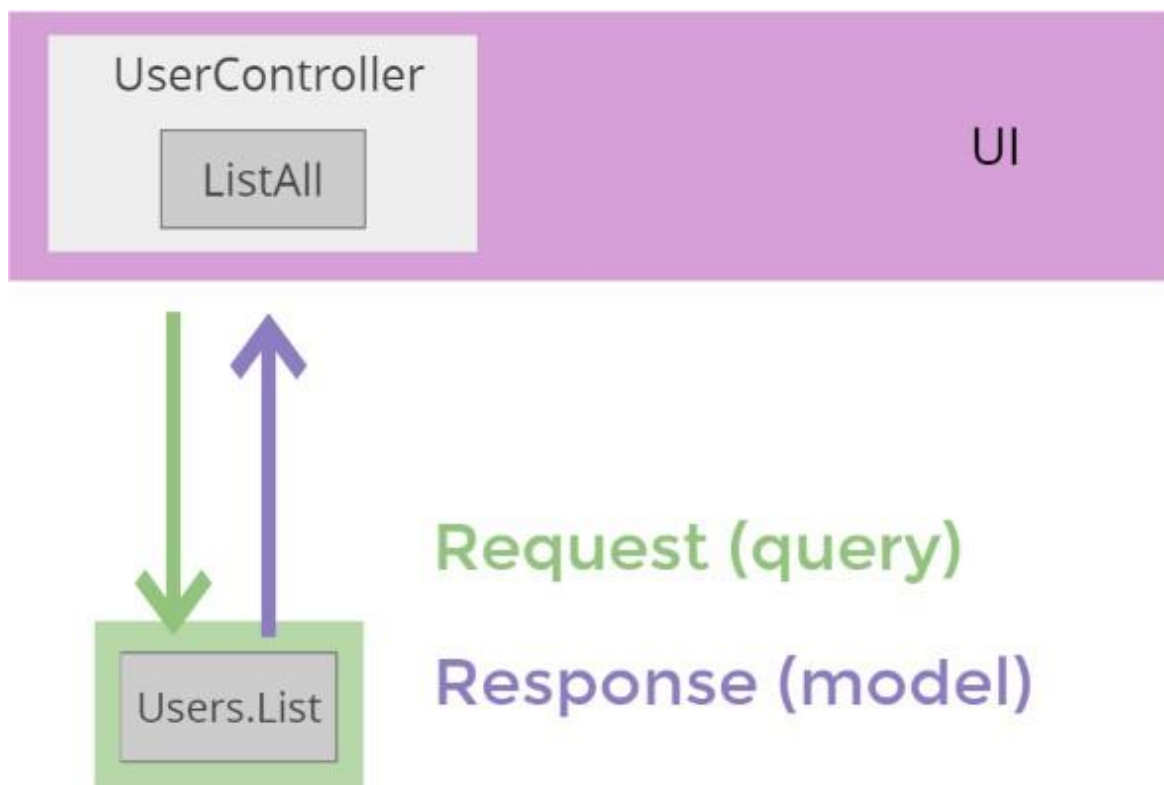 UserController
UI
ListAll
Request (query)
Response (model)
Users.List